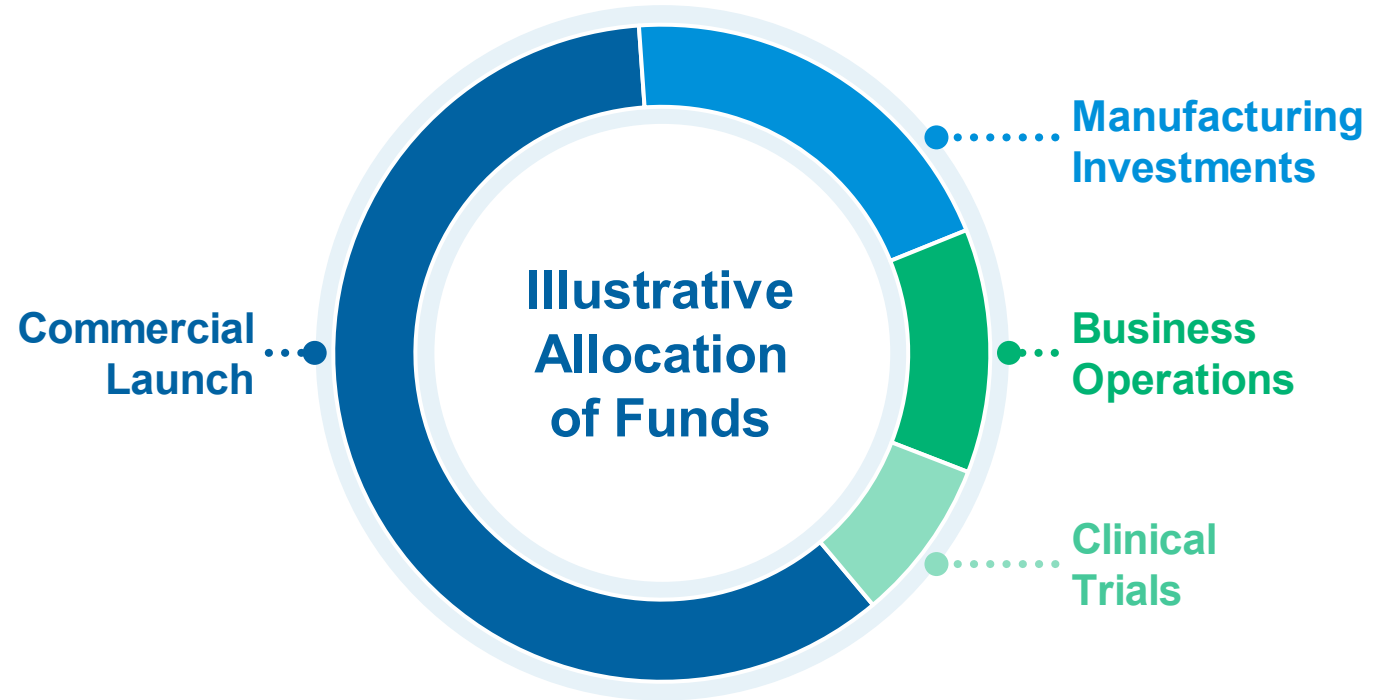 Illustrative
Allocation
of Funds
Commercial
Launch
Manufacturing
Investments
Business
Operations
Clinical
Trials